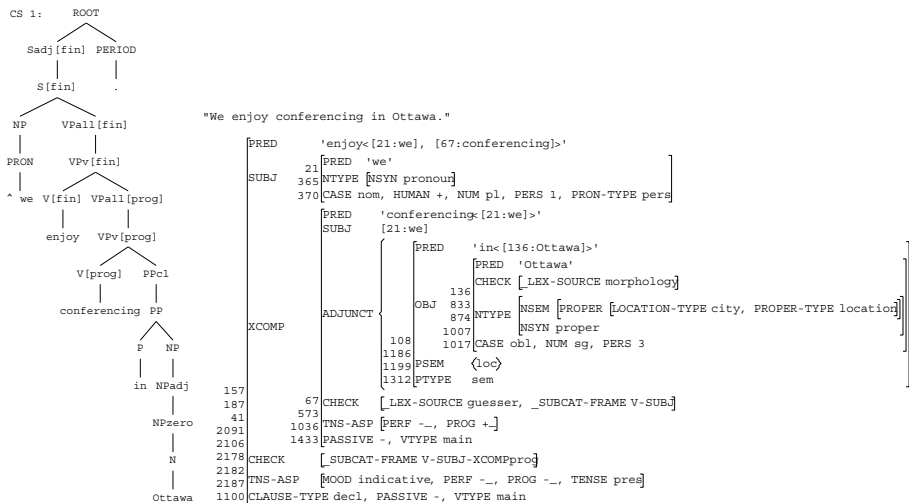 CS 1: ROOT
Sadj[fin] PERIOD
S[fin] .
"We enjoy conferencing in Ottawa."
NP VPall[fin]
PRED 'enjoy<[21:we], [67:conferencing]>'
PRON VPv[fin]
SUBJ 21 PRED 'we'
365 NTYPE [NSYN pronoun]
370 CASE nom, HUMAN +, NUM pl, PERS 1, PRON-TYPE pers
^ we V[fin] VPall[prog]
PRED 'conferencing<[21:we]>'
SUBJ [21:we]
enjoy VPv[prog]
PRED 'in<[136:Ottawa]>'
PRED 'Ottawa'
V[prog] PPcl
CHECK [_LEX-SOURCE morphology]
136
OBJ 833
874 NTYPE NSEM [PROPER [LOCATION-TYPE city, PROPER-TYPE location]]
conferencing PP
XCOMP ADJUNCT
1007 NSYN proper
108 1017 CASE obl, NUM sg, PERS 3
P NP
1186
1199 PSEM {loc}
1312 PTYPE sem
in NPadj
157
187 67 CHECK [_LEX-SOURCE guesser, _SUBCAT-FRAME V-SUBJ]
41 573
NPzero
2091 1036 TNS-ASP [PERF -_, PROG +_]
2106 1433 PASSIVE -, VTYPE main
N
2178 CHECK [_SUBCAT-FRAME V-SUBJ-XCOMPprog]
2182
2187 TNS-ASP [MOOD indicative, PERF -_, PROG -_, TENSE pres]
Ottawa 1100 CLAUSE-TYPE decl, PASSIVE -, VTYPE main